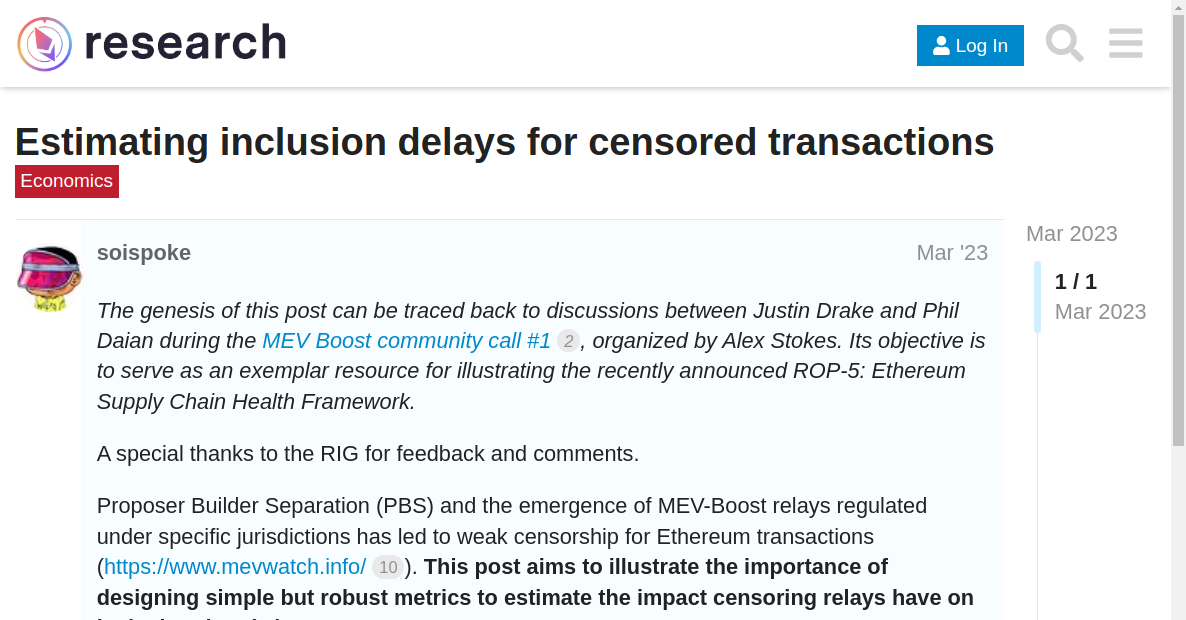 research
Log In
Estimating inclusion delays for censored transactions
Economics
soispoke
Mar '23
Mar 2023
1 / 1
Mar 2023
The genesis of this post can be traced back to discussions between Justin Drake and Phil
Daian during the MEV Boost community call #1 2, organized by Alex Stokes. Its objective is
to serve as an exemplar resource for illustrating the recently announced ROP-5: Ethereum
Supply Chain Health Framework.
A special thanks to the RIG for feedback and comments.
Proposer Builder Separation (PBS) and the emergence of MEV-Boost relays regulated
under specific jurisdictions has led to weak censorship for Ethereum transactions
(https://www.mevwatch.info/ 10). This post aims to illustrate the importance of
designing simple but robust metrics to estimate the impact censoring relays have on